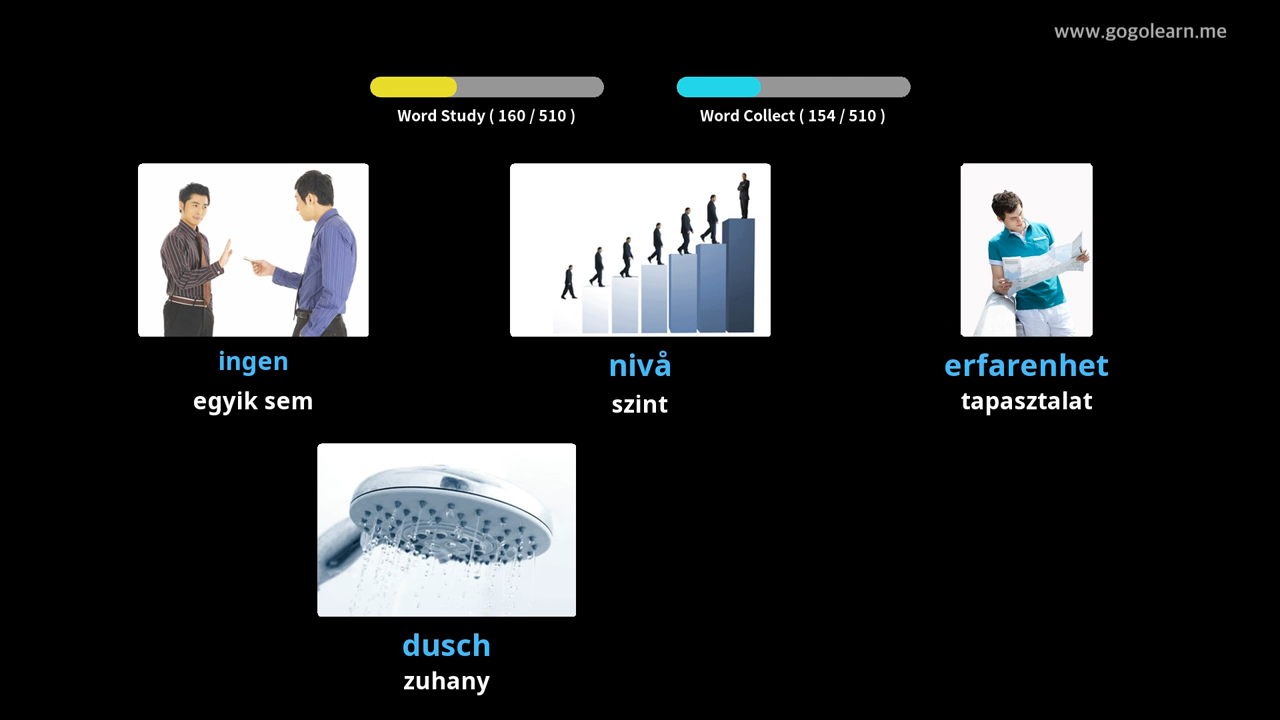 www.gogolearn.me
Word Study ( 160 / 510 )
Word Collect ( 154 / 510 )
ingen
egyik sem
nivå
szint
erfarenhet
tapasztalat
dusch
zuhany